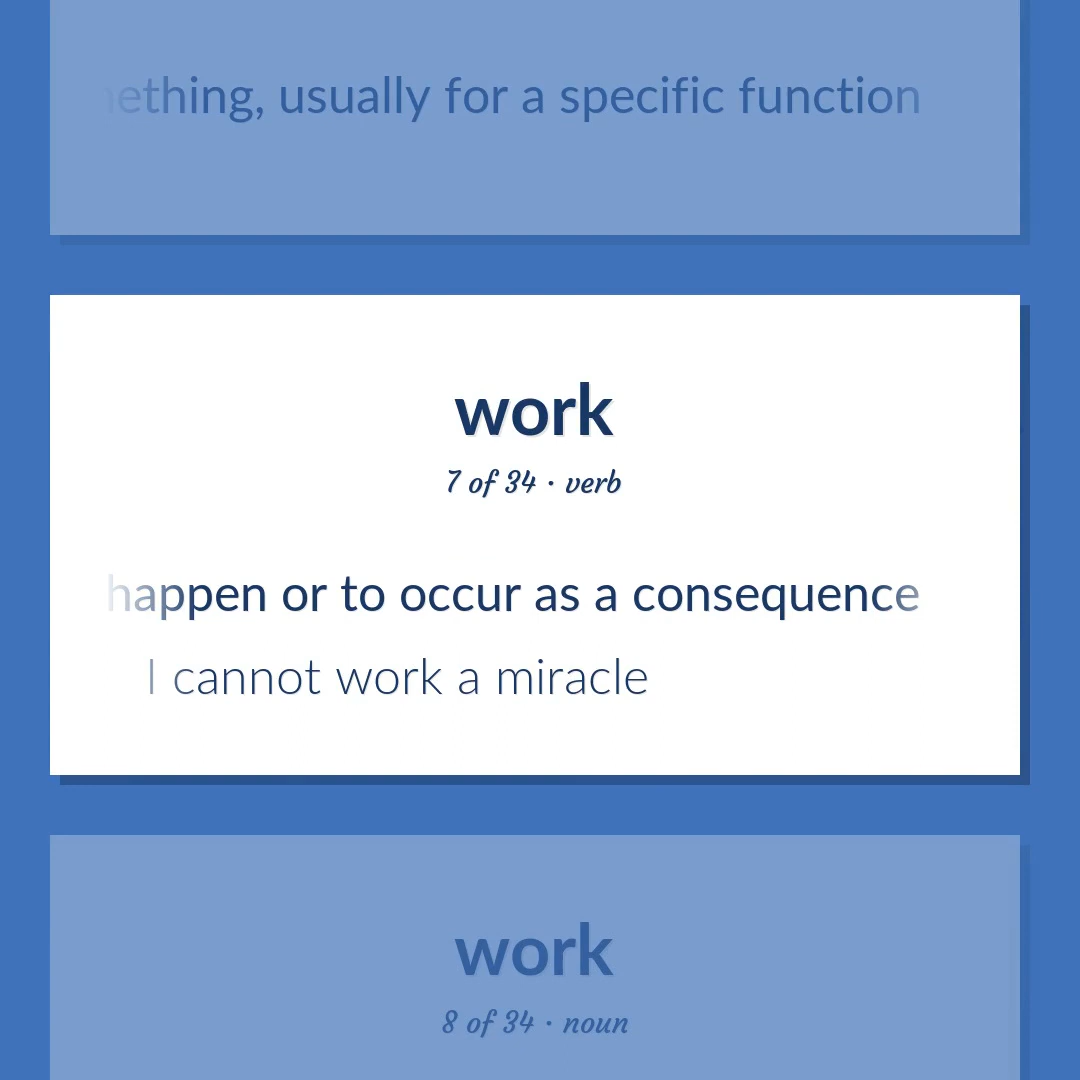 ething, usually for a specific function
work
7 of 34 · verb
happen or to occur as a consequence
I cannot work a miracle
work
8 of 34 · noun